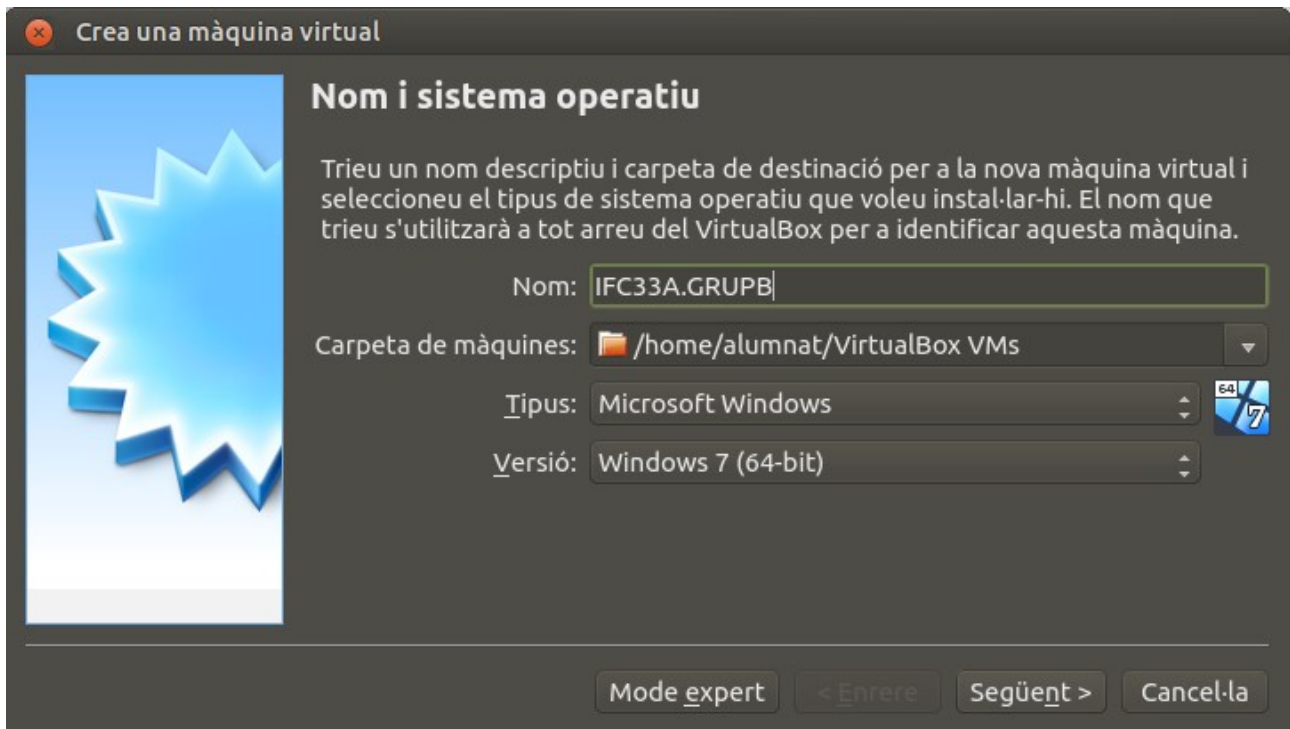 Crea una màquina virtual
Nom i sistema operatiu
Trieu un nom descriptiu i carpeta de destinació per a la nova màquina virtual i
seleccioneu el tipus de sistema operatiu que voleu instal·lar-hi. El nom que
trieu s'utilitzarà a tot arreu del VirtualBox per a identificar aquesta màquina.
Nom: IFC33A.GRUPB
Carpeta de màquines: /home/alumnat/VirtualBox VMs
Tipus: Microsoft Windows
64
7
Versió: Windows 7 (64-bit)
Mode expert < Enrere Següent > Cancel·la